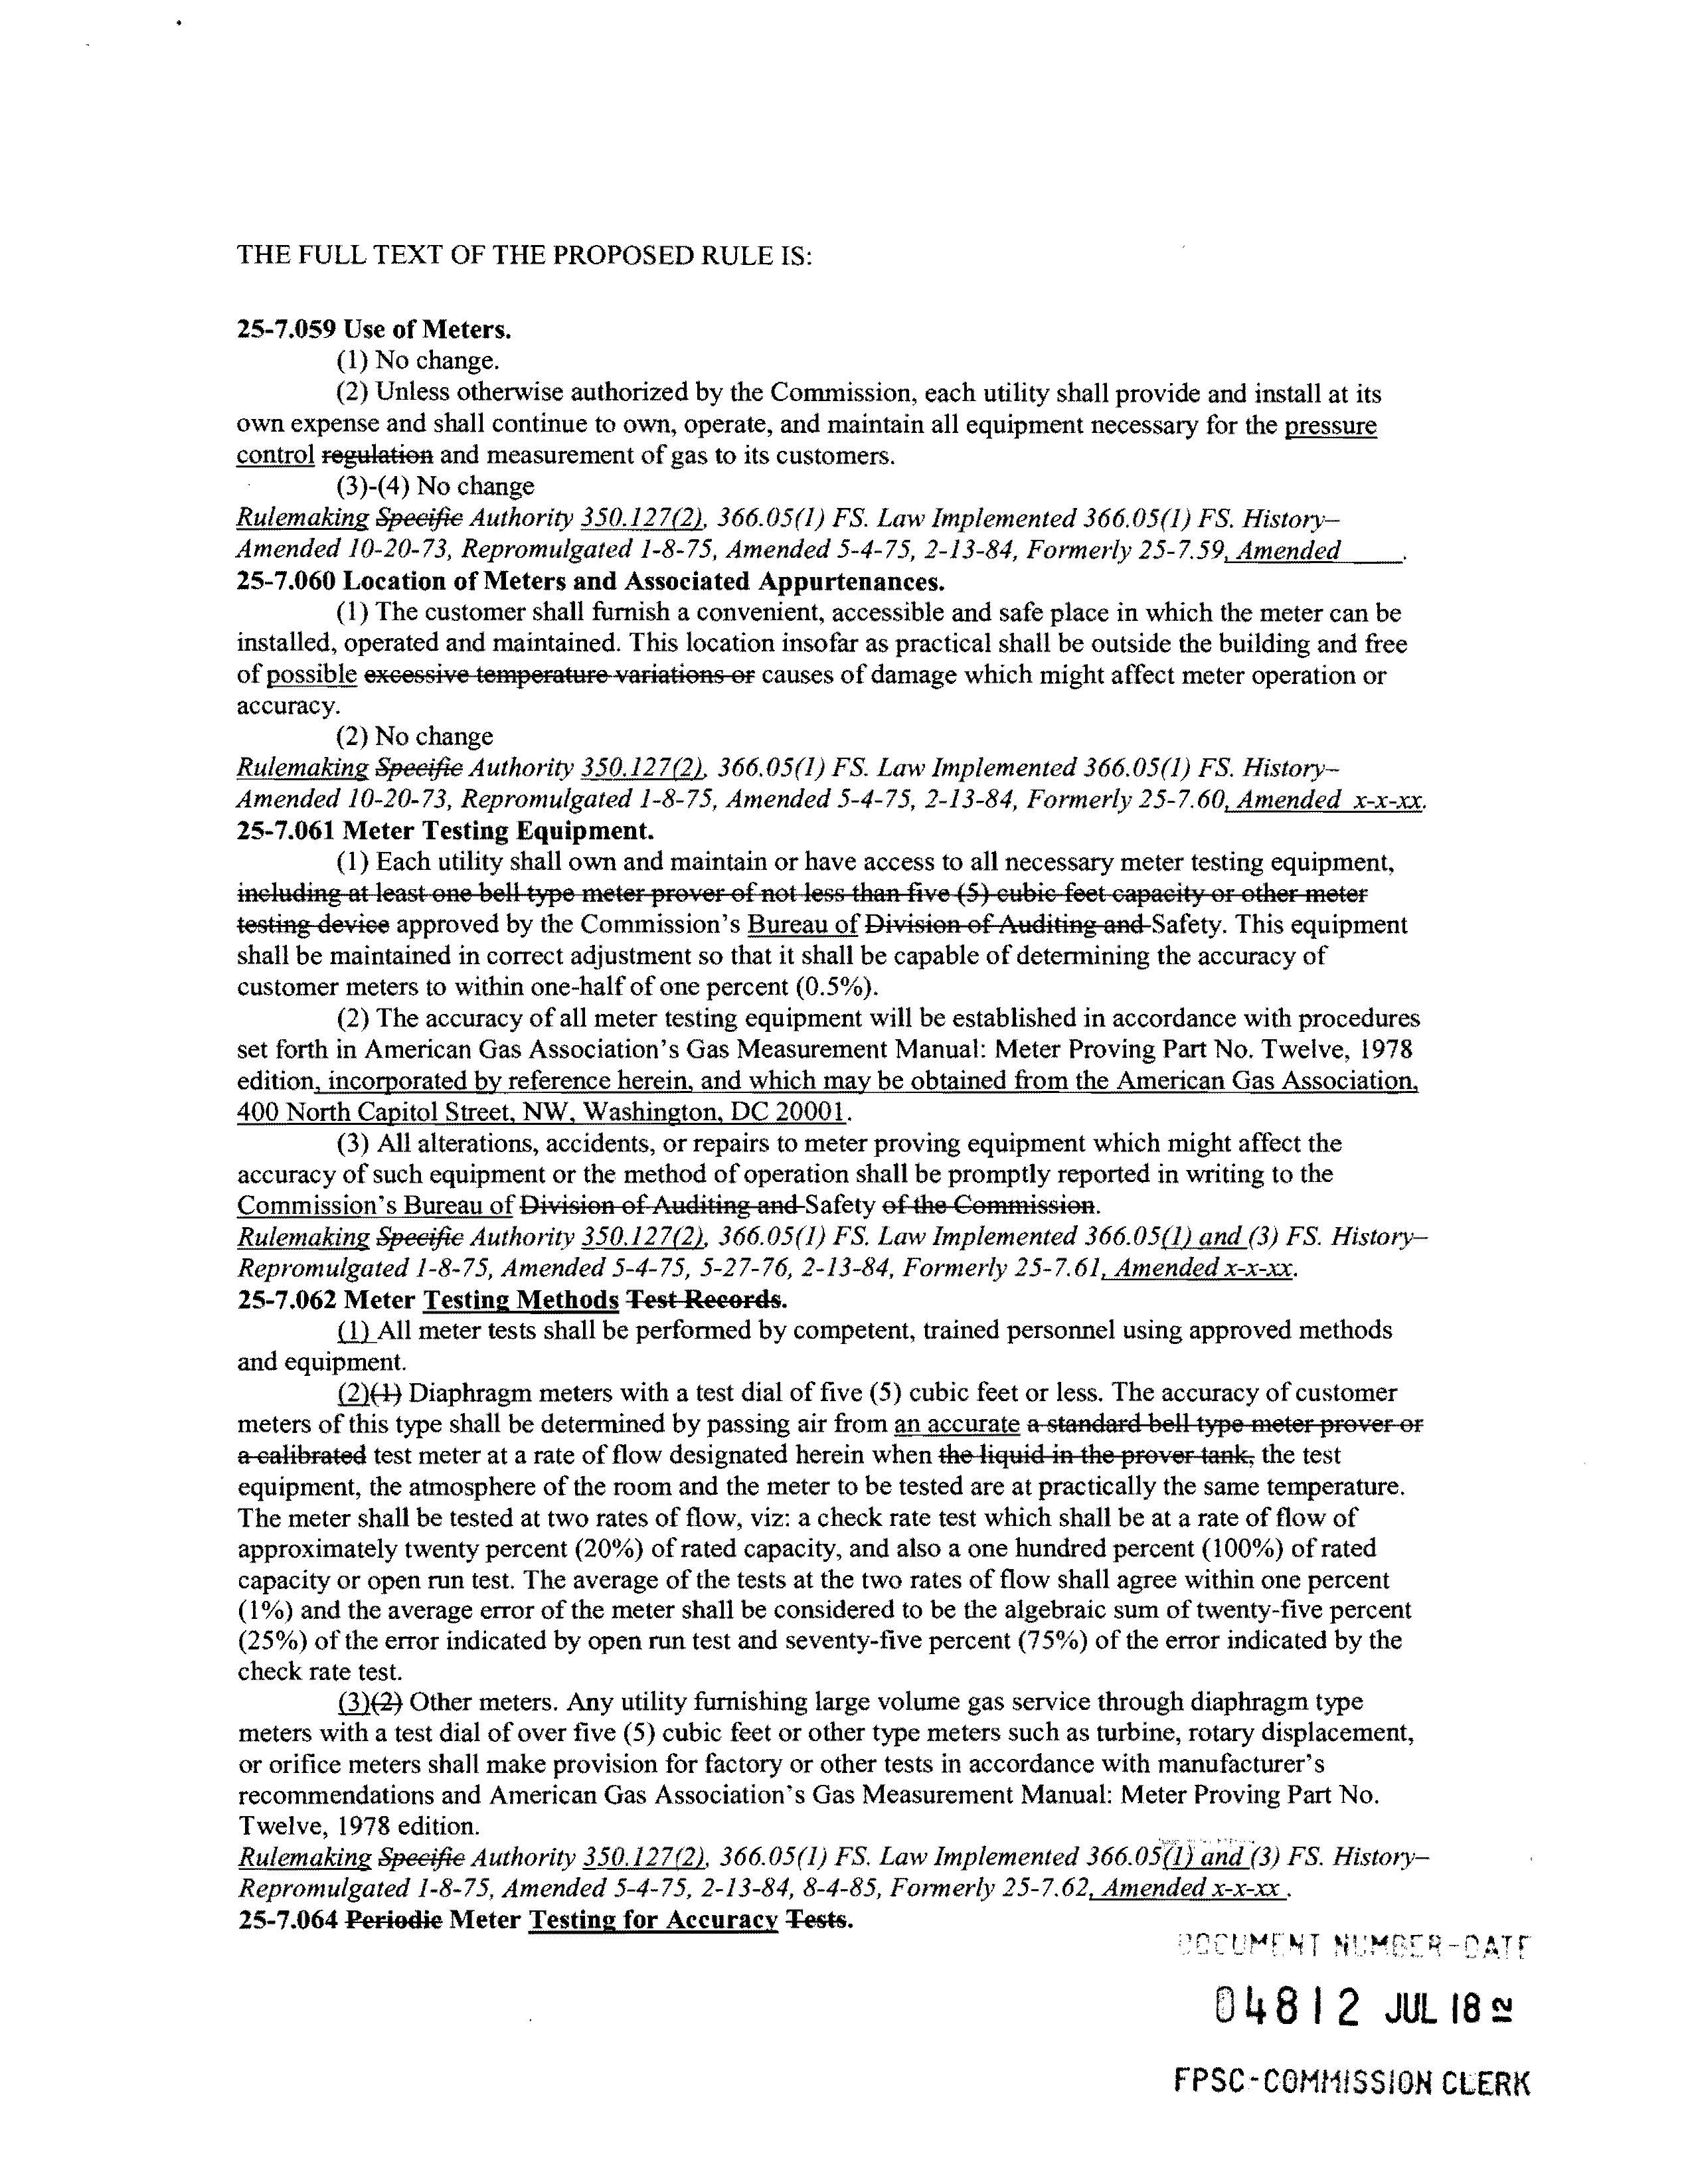 THE FULL TEXT OF THE PROPOSED RULE IS:
25-7.059 Use of Meters.
(1) No change.
(2) Unless otherwise authorized by the Commission, each utility shall provide and install at its
own expense and shall continue to own, operate, and maintain all equipment necessary for the pressure
control regulation and measurement of gas to its customers.
(3)-(4) No change
Rulemaking Specific Authority 350.127(2), 366.05(1) FS. Law Implemented 366.05(1) FS. History–
Amended 10-20-73, Repromulgated 1-8-75, Amended 5-4-75, 2-13-84, Formerly 25-7.59, Amended ____.
25-7.060 Location of Meters and Associated Appurtenances.
(1) The customer shall furnish a convenient, accessible and safe place in which the meter can be
installed, operated and maintained. This location insofar as practical shall be outside the building and free
of possible excessive temperature variations or causes of damage which might affect meter operation or
accuracy.
(2) No change
Rulemaking Specific Authority 350.127(2), 366.05(1) FS. Law Implemented 366.05(1) FS. History–
Amended 10-20-73, Repromulgated 1-8-75, Amended 5-4-75, 2-13-84, Formerly 25-7.60, Amended x-x-xx.
25-7.061 Meter Testing Equipment.
(1) Each utility shall own and maintain or have access to all necessary meter testing equipment,
including at least one bell type meter prover of not less than five (5) cubic feet capacity or other meter
testing device approved by the Commission's Bureau of Division of Auditing and Safety. This equipment
shall be maintained in correct adjustment so that it shall be capable of determining the accuracy of
customer meters to within one-half of one percent (0.5%).
(2) The accuracy of all meter testing equipment will be established in accordance with procedures
set forth in American Gas Association's Gas Measurement Manual: Meter Proving Part No. Twelve, 1978
edition, incorporated by reference herein, and which may be obtained from the American Gas Association,
400 North Capitol Street, NW, Washington, DC 20001.
(3) All alterations, accidents, or repairs to meter proving equipment which might affect the
accuracy of such equipment or the method of operation shall be promptly reported in writing to the
Commission's Bureau of Division of Auditing and Safety of the Commission.
Rulemaking Specific Authority 350.127(2), 366.05(1) FS. Law Implemented 366.05(1) and (3) FS. History–
Repromulgated 1-8-75, Amended 5-4-75, 5-27-76, 2-13-84, Formerly 25-7.61, Amended x-x-xx.
25-7.062 Meter Testing Methods Test Records.
(1) All meter tests shall be performed by competent, trained personnel using approved methods
and equipment.
(2)(1) Diaphragm meters with a test dial of five (5) cubic feet or less. The accuracy of customer
meters of this type shall be determined by passing air from an accurate a standard bell type meter prover or
a calibrated test meter at a rate of flow designated herein when the liquid in the prover tank, the test
equipment, the atmosphere of the room and the meter to be tested are at practically the same temperature.
The meter shall be tested at two rates of flow, viz: a check rate test which shall be at a rate of flow of
approximately twenty percent (20%) of rated capacity, and also a one hundred percent (100%) of rated
capacity or open run test. The average of the tests at the two rates of flow shall agree within one percent
(1%) and the average error of the meter shall be considered to be the algebraic sum of twenty-five percent
(25%) of the error indicated by open run test and seventy-five percent (75%) of the error indicated by the
check rate test.
(3)(2) Other meters. Any utility furnishing large volume gas service through diaphragm type
meters with a test dial of over five (5) cubic feet or other type meters such as turbine, rotary displacement,
or orifice meters shall make provision for factory or other tests in accordance with manufacturer's
recommendations and American Gas Association's Gas Measurement Manual: Meter Proving Part No.
Twelve, 1978 edition.
Rulemaking Specific Authority 350.127(2), 366.05(1) FS. Law Implemented 366.05(1) and (3) FS. History–
Repromulgated 1-8-75, Amended 5-4-75, 2-13-84, 8-4-85, Formerly 25-7.62, Amended x-x-xx .
25-7.064 Periodic Meter Testing for Accuracy Tests.
DOCUMENT NUMBER-DATE
04812 JUL 18 12
FPSC-COMMISSION CLERK